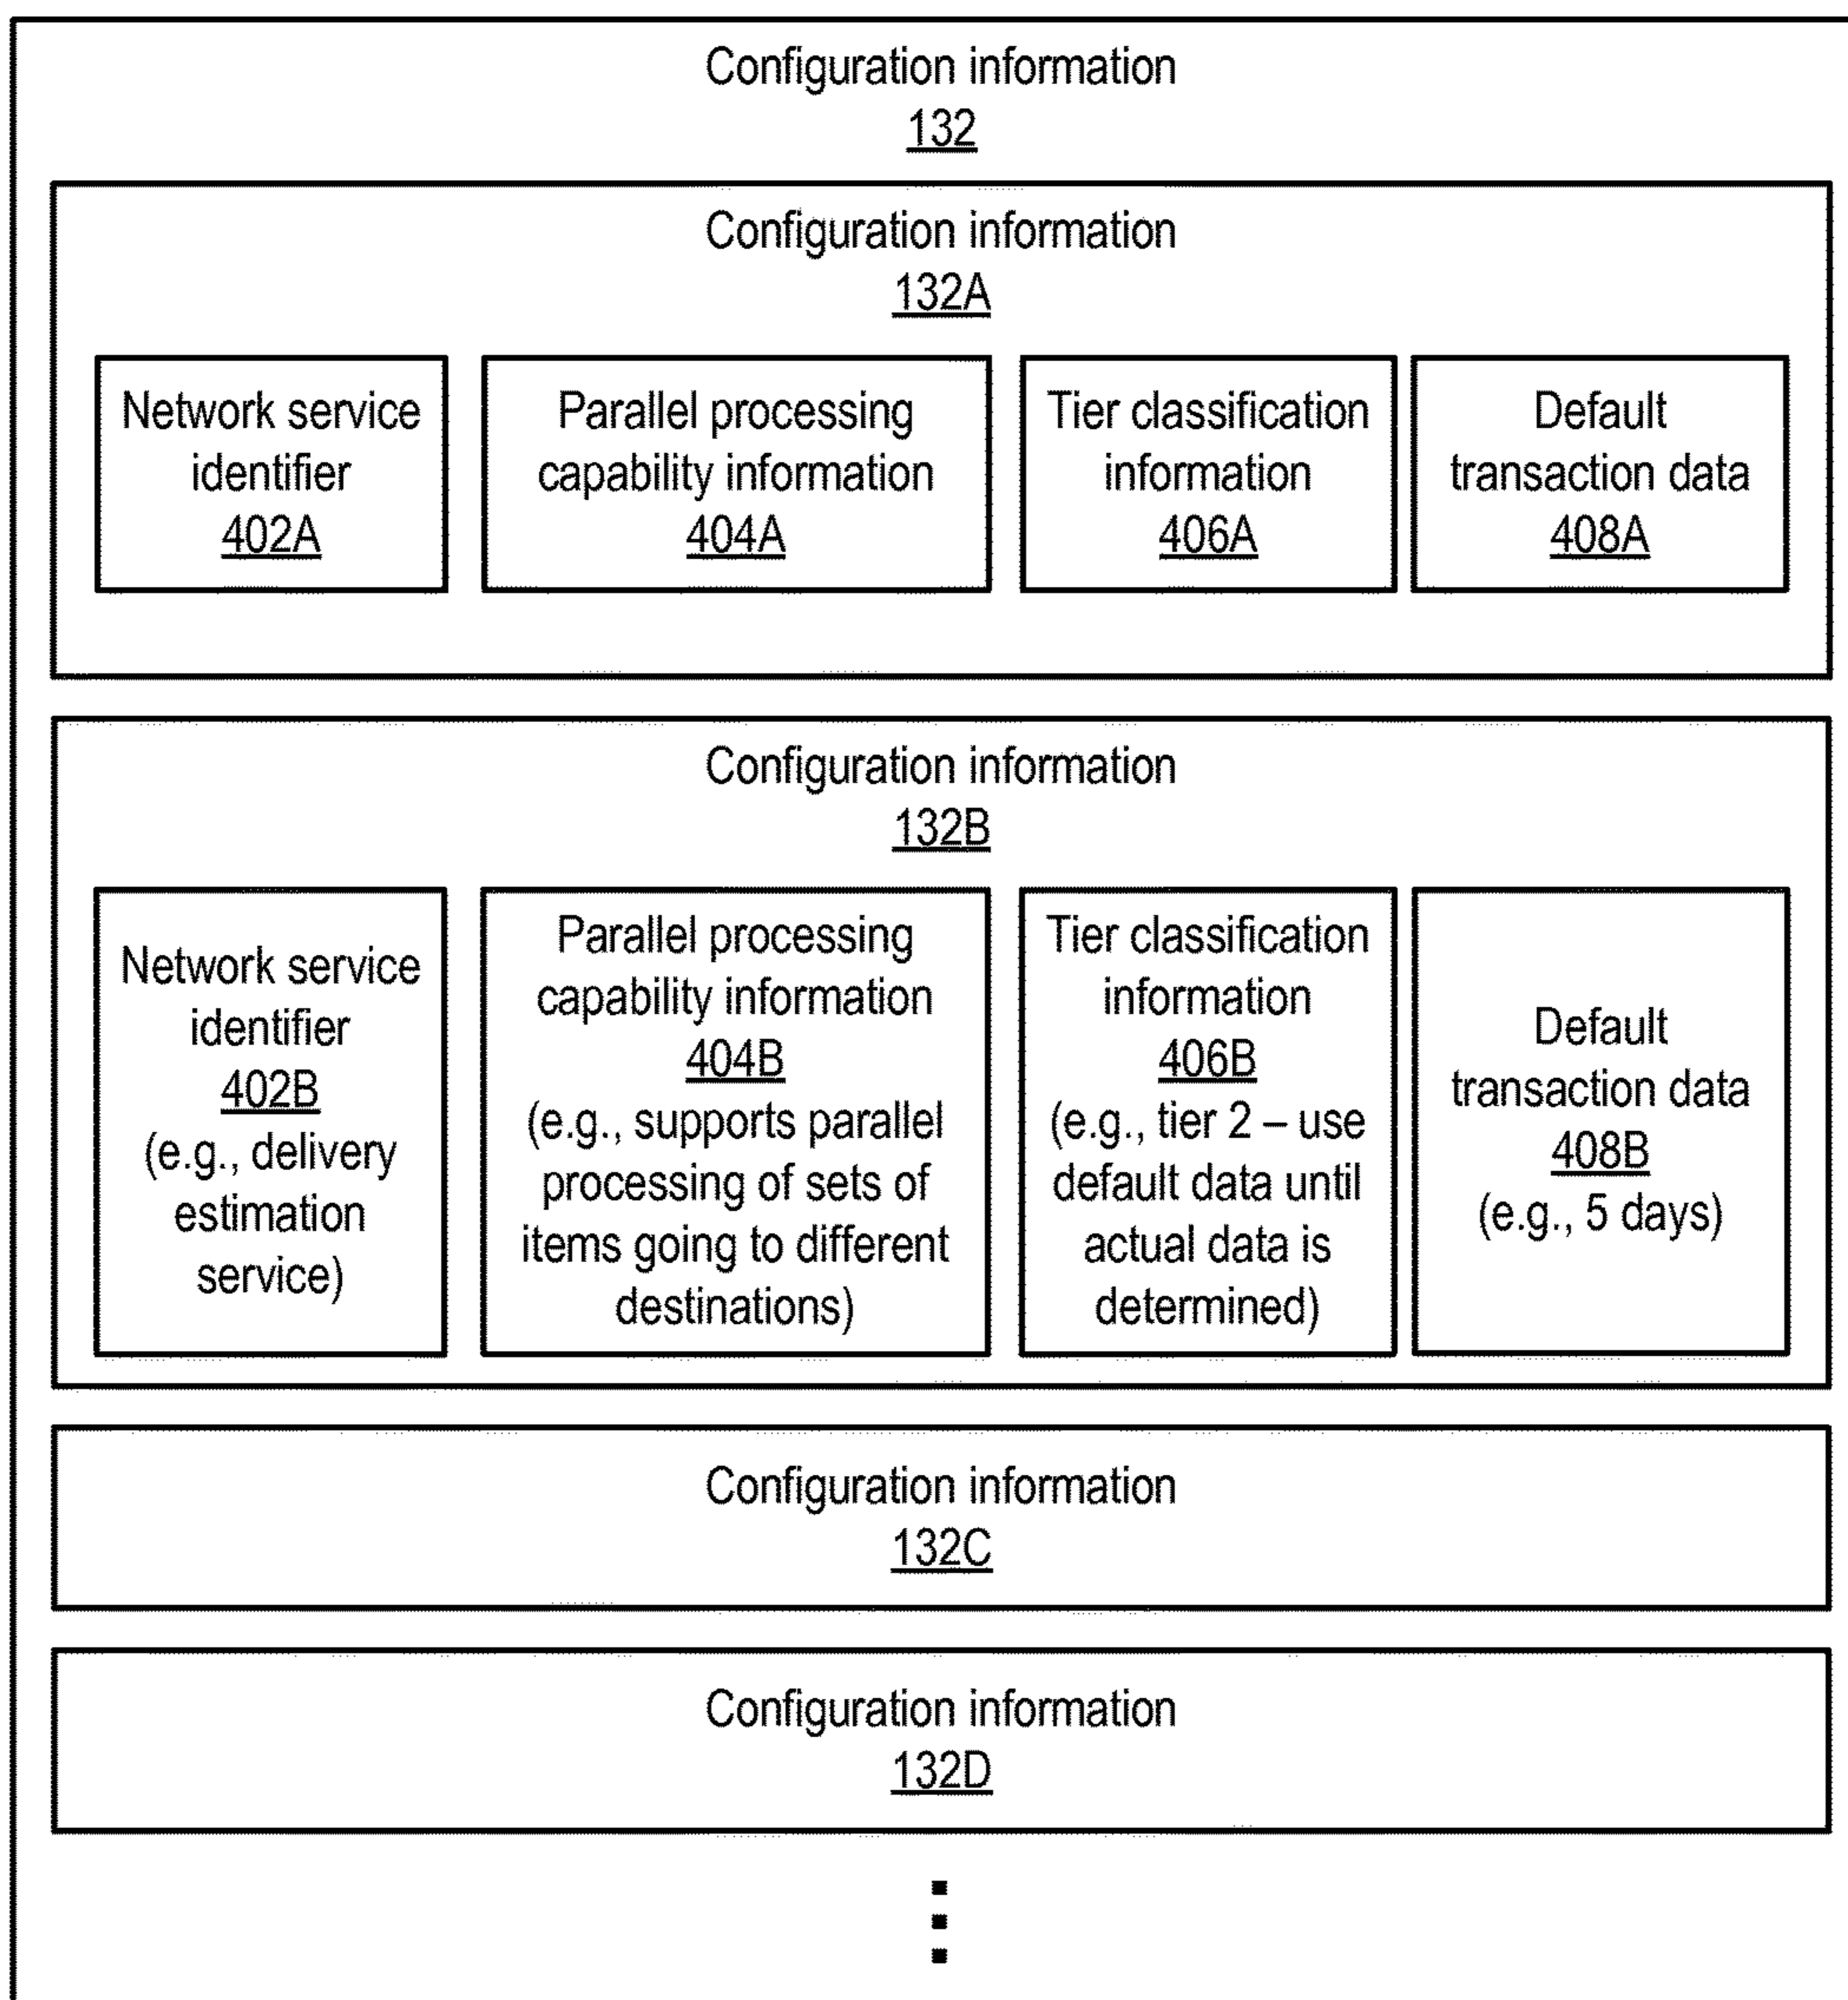 Configuration information
132
Configuration information
132A
Network service
identifier
402A
Parallel processing
capability information
404A
Tier classification
information
406A
Default
transaction data
408A
Configuration information
132B
Network service
identifier
402B
(e.g., delivery
estimation
service)
Parallel processing
capability information
404B
(e.g., supports parallel
processing of sets of
items going to different
destinations)
Tier classification
information
406B
(e.g., tier 2 – use
default data until
actual data is
determined)
Default
transaction data
408B
(e.g., 5 days)
Configuration information
132C
Configuration information
132D